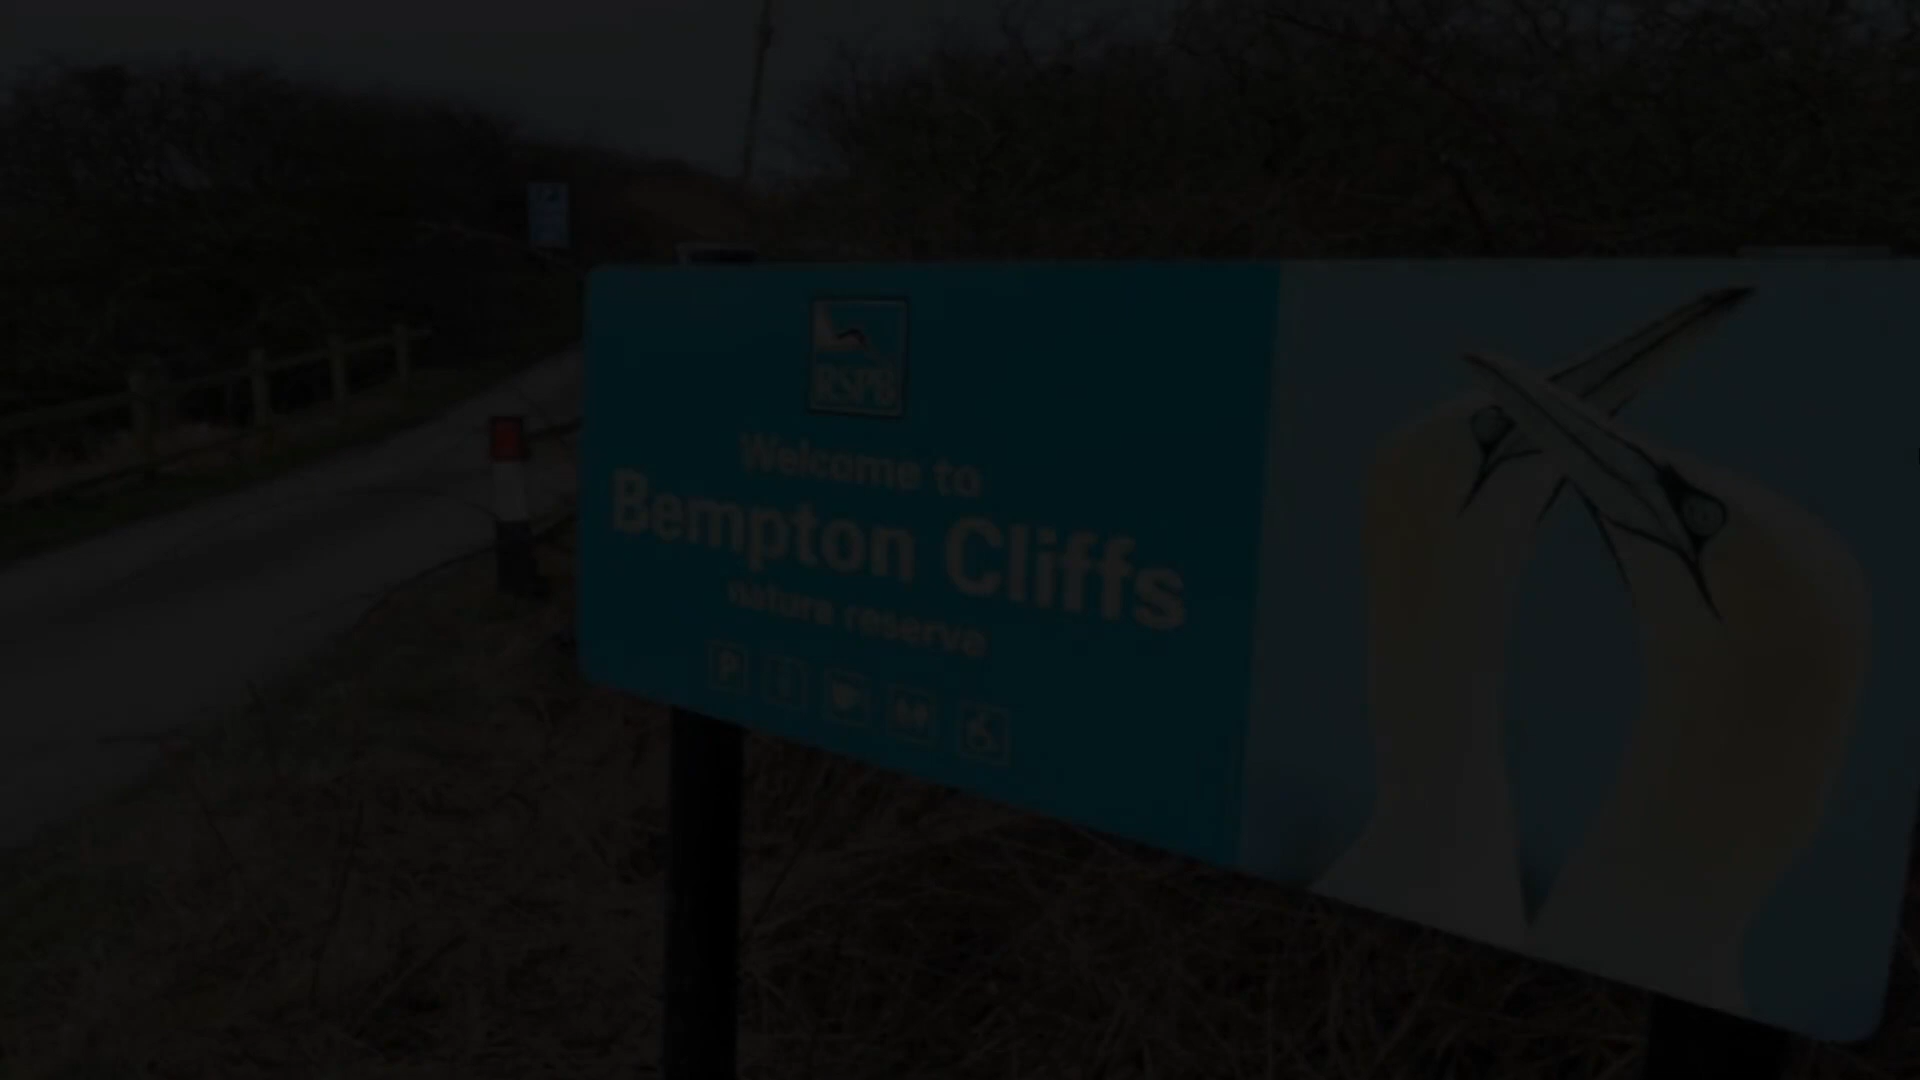 RSPB
Welcome to
Bempton Cliffs
nature reserve
P